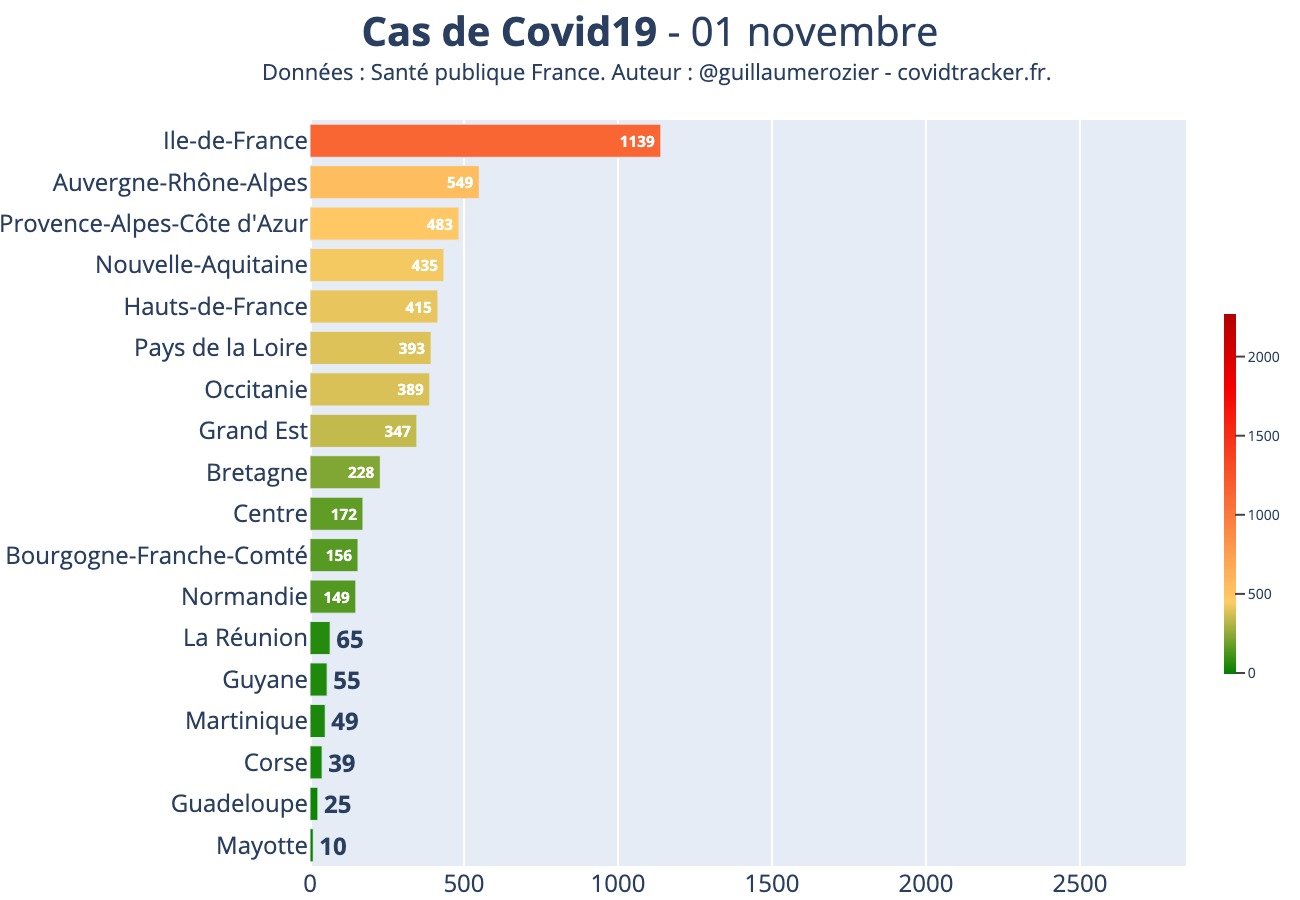 Cas de Covid19 - 01 novembre
Données : Santé publique France. Auteur : @guillaumerozier - covidtracker.fr.
Ile-de-France 1139
Auvergne-Rhône-Alpes 549
Provence-Alpes-Côte d'Azur 483
Nouvelle-Aquitaine 435
Hauts-de-France 415
Pays de la Loire 393
Occitanie 389
Grand Est 347
Bretagne 228
Centre 172
Bourgogne-Franche-Comté 156
Normandie 149
La Réunion 65
Guyane 55
Martinique 49
Corse 39
Guadeloupe 25
Mayotte 10
0 500 1000 1500 2000 2500
2000
1500
1000
500
0